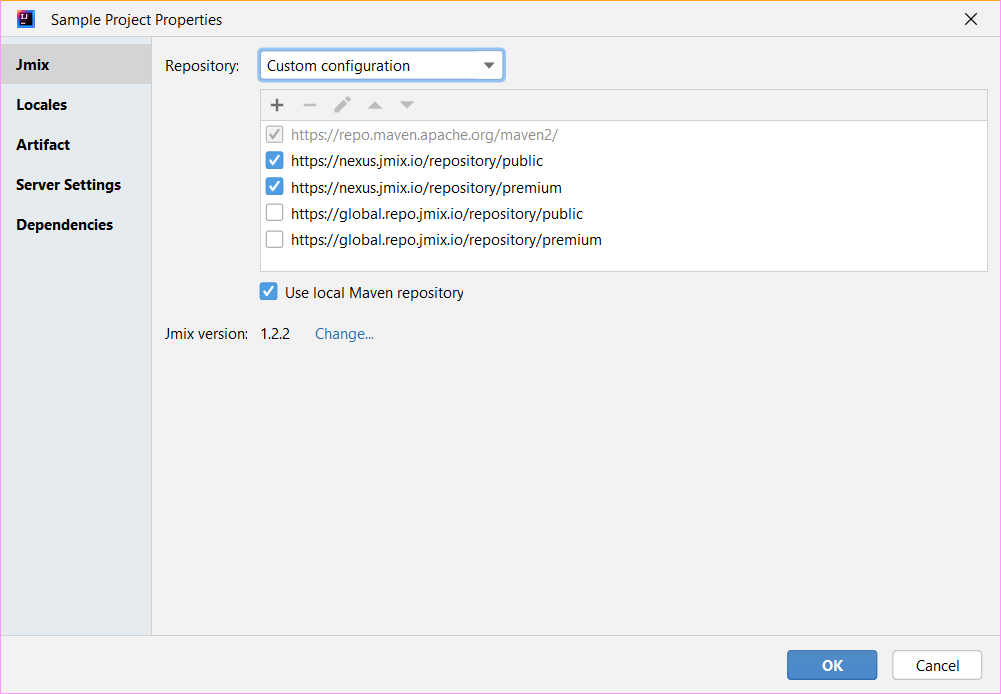 Sample Project Properties
Jmix
Locales
Artifact
Server Settings
Dependencies
Repository: Custom configuration
https://repo.maven.apache.org/maven2/
https://nexus.jmix.io/repository/public
https://nexus.jmix.io/repository/premium
https://global.repo.jmix.io/repository/public
https://global.repo.jmix.io/repository/premium
Use local Maven repository
Jmix version: 1.2.2 Change...
OK Cancel